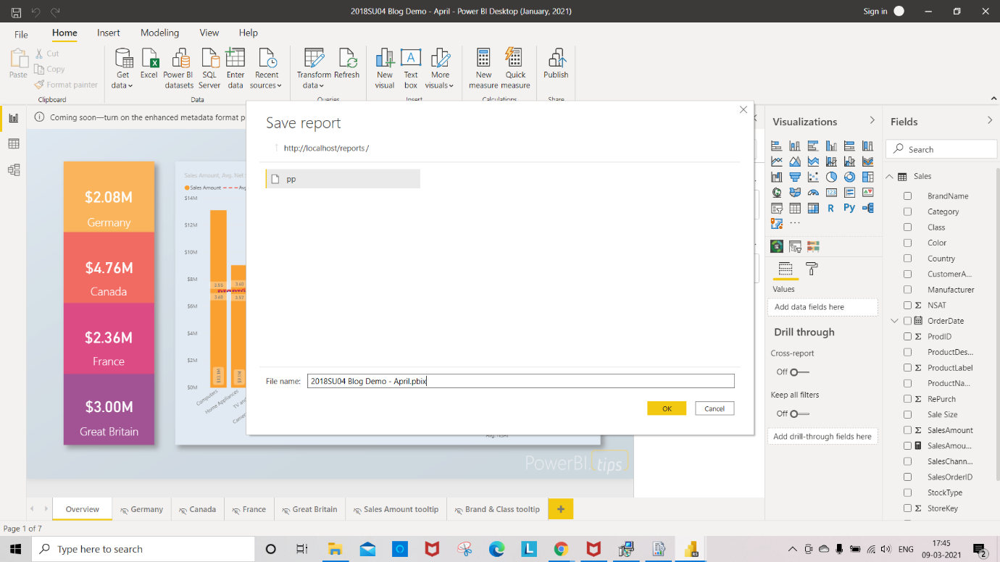 2018SU04 Blog Demo - April - Power BI Desktop (January, 2021)
Sign in
File Home Insert Modeling View Help
Paste
Cut
Copy
Format painter
Clipboard
Get data
Excel
Power BI datasets
SQL Server
Enter data
Recent sources
Data
Transform data
Refresh
Queries
New visual
Text box
More visuals
Insert
New measure
Quick measure
Calculations
Publish
Share
Coming soon—turn on the enhanced metadata format p
Save report
http://localhost/reports/
pp
File name: 2018SU04 Blog Demo - April.pbix
OK Cancel
$2.08M
Germany
$4.76M
Canada
$2.36M
France
$3.00M
Great Britain
Sales Amount, Avg. Net
Sales Amount
$14M
$12M
$10M
$8M
$6M
$4M
$2M
$0M
3.55 3.60
3.68 3.57
$13.1M $9.1M
Computers
Home Appliances
TV and
Camer
Avg. NSAT
PowerBI.tips
Visualizations
R Py
123
Values
Add data fields here
Drill through
Cross-report
Off
Keep all filters
Off
Add drill-through fields here
Fields
Search
Sales
BrandName
Category
Class
Color
Country
CustomerA...
Manufacturer
NSAT
OrderDate
ProdID
ProductDes...
ProductLabel
ProductNa...
RePurch
Sale Size
SalesAmount
SalesAmou...
SalesChann...
SalesOrderID
StockType
StoreKey
Overview Germany Canada France Great Britain Sales Amount tooltip Brand & Class tooltip +
Page 1 of 7
Type here to search
L
RS
ENG
17:45
09-03-2021
2